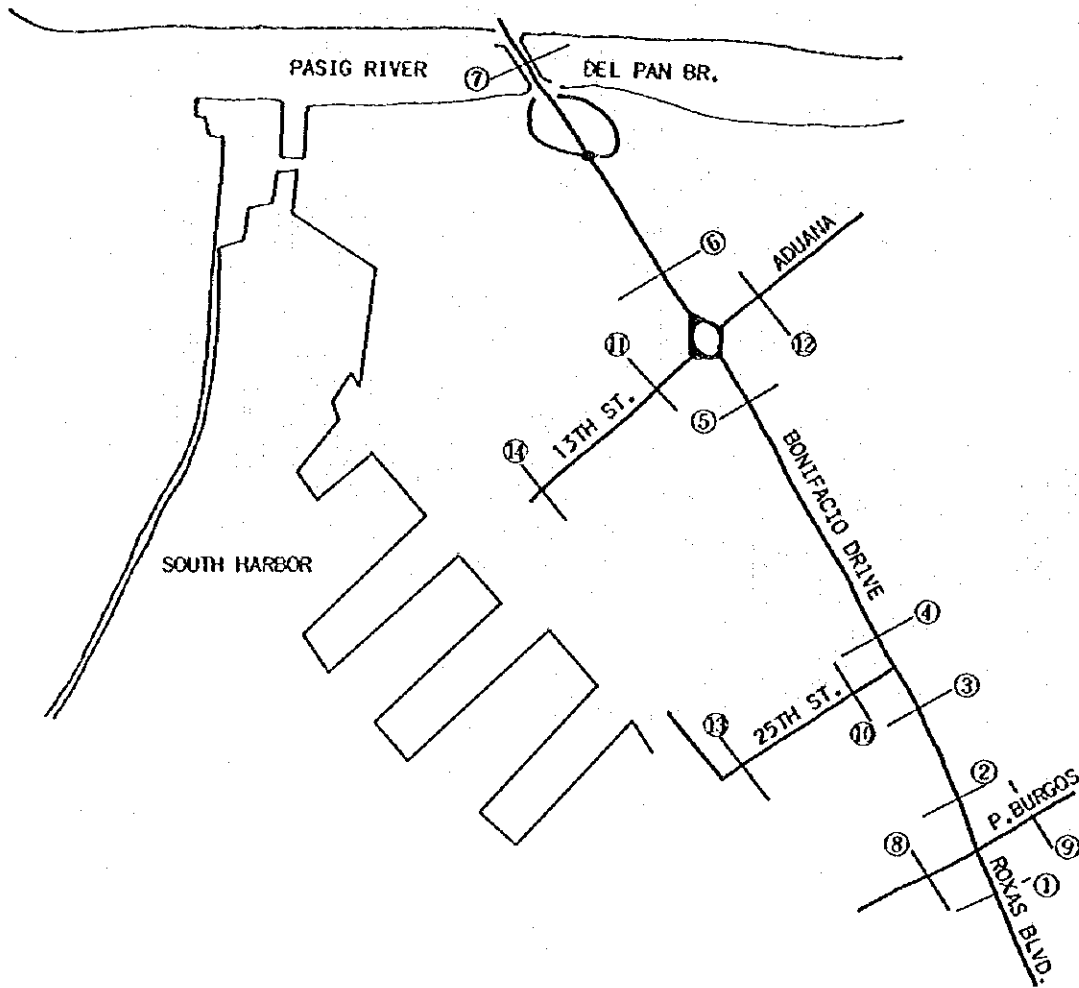 PASIG RIVER
⑦
DEL PAN BR.
⑥
ADUANA
⑪
⑫
⑤
13TH ST.
⑭
BONIFACIO DRIVE
SOUTH HARBOR
④
③
25TH ST.
⑩
⑬
②
P.BURGOS
⑧
⑨
①
ROXAS BLVD.